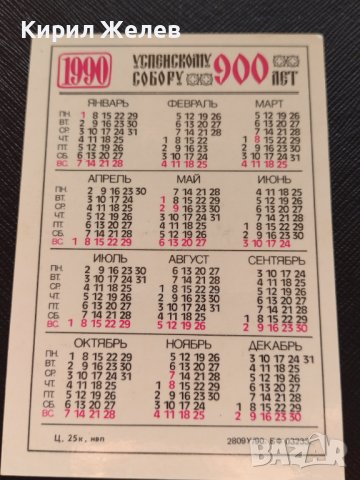 Кирил Желев
1990 УСПЕНСКОМУ СОБОРУ 900 ЛЕТ
ЯНВАРЬ ФЕВРАЛЬ МАРТ
ПН. 1 8 15 22 29 5 12 19 26 5 12 19 26
ВТ. 2 9 16 23 30 6 13 20 27 6 13 20 27
СР. 3 10 17 24 31 7 14 21 28 7 14 21 28
ЧТ. 4 11 18 25 1 8 15 22 1 8 15 22 29
ПТ. 5 12 19 26 2 9 16 23 2 9 16 23 30
СБ. 6 13 20 27 3 10 17 24 3 10 17 24 31
ВС. 7 14 21 28 4 11 18 25 4 11 18 25
АПРЕЛЬ МАЙ ИЮНЬ
ПН. 2 9 16 23 30 7 14 21 28 4 11 18 25
ВТ. 3 10 17 24 1 8 15 22 29 5 12 19 26
СР. 4 11 18 25 2 9 16 23 30 6 13 20 27
ЧТ. 5 12 19 26 3 10 17 24 31 7 14 21 28
ПТ. 6 13 20 27 4 11 18 25 1 8 15 22 29
СБ. 7 14 21 28 5 12 19 26 2 9 16 23 30
ВС. 1 8 15 22 29 6 13 20 27 3 10 17 24
ИЮЛЬ АВГУСТ СЕНТЯБРЬ
ПН. 2 9 16 23 30 6 13 20 27 3 10 17 24
ВТ. 3 10 17 24 31 7 14 21 28 4 11 18 25
СР. 4 11 18 25 1 8 15 22 29 5 12 19 26
ЧТ. 5 12 19 26 2 9 16 23 30 6 13 20 27
ПТ. 6 13 20 27 3 10 17 24 31 7 14 21 28
СБ. 7 14 21 28 4 11 18 25 1 8 15 22 29
ВС. 1 8 15 22 29 5 12 19 26 2 9 16 23 30
ОКТЯБРЬ НОЯБРЬ ДЕКАБРЬ
ПН. 1 8 15 22 29 5 12 19 26 3 10 17 24 31
ВТ. 2 9 16 23 30 6 13 20 27 4 11 18 25
СР. 3 10 17 24 31 7 14 21 28 5 12 19 26
ЧТ. 4 11 18 25 1 8 15 22 29 6 13 20 27
ПТ. 5 12 19 26 2 9 16 23 30 7 14 21 28
СБ. 6 13 20 27 3 10 17 24 1 8 15 22 29
ВС. 7 14 21 28 4 11 18 25 2 9 16 23 30
Ц. 25к, нвп 2809У/90. БФ 03235
bazar